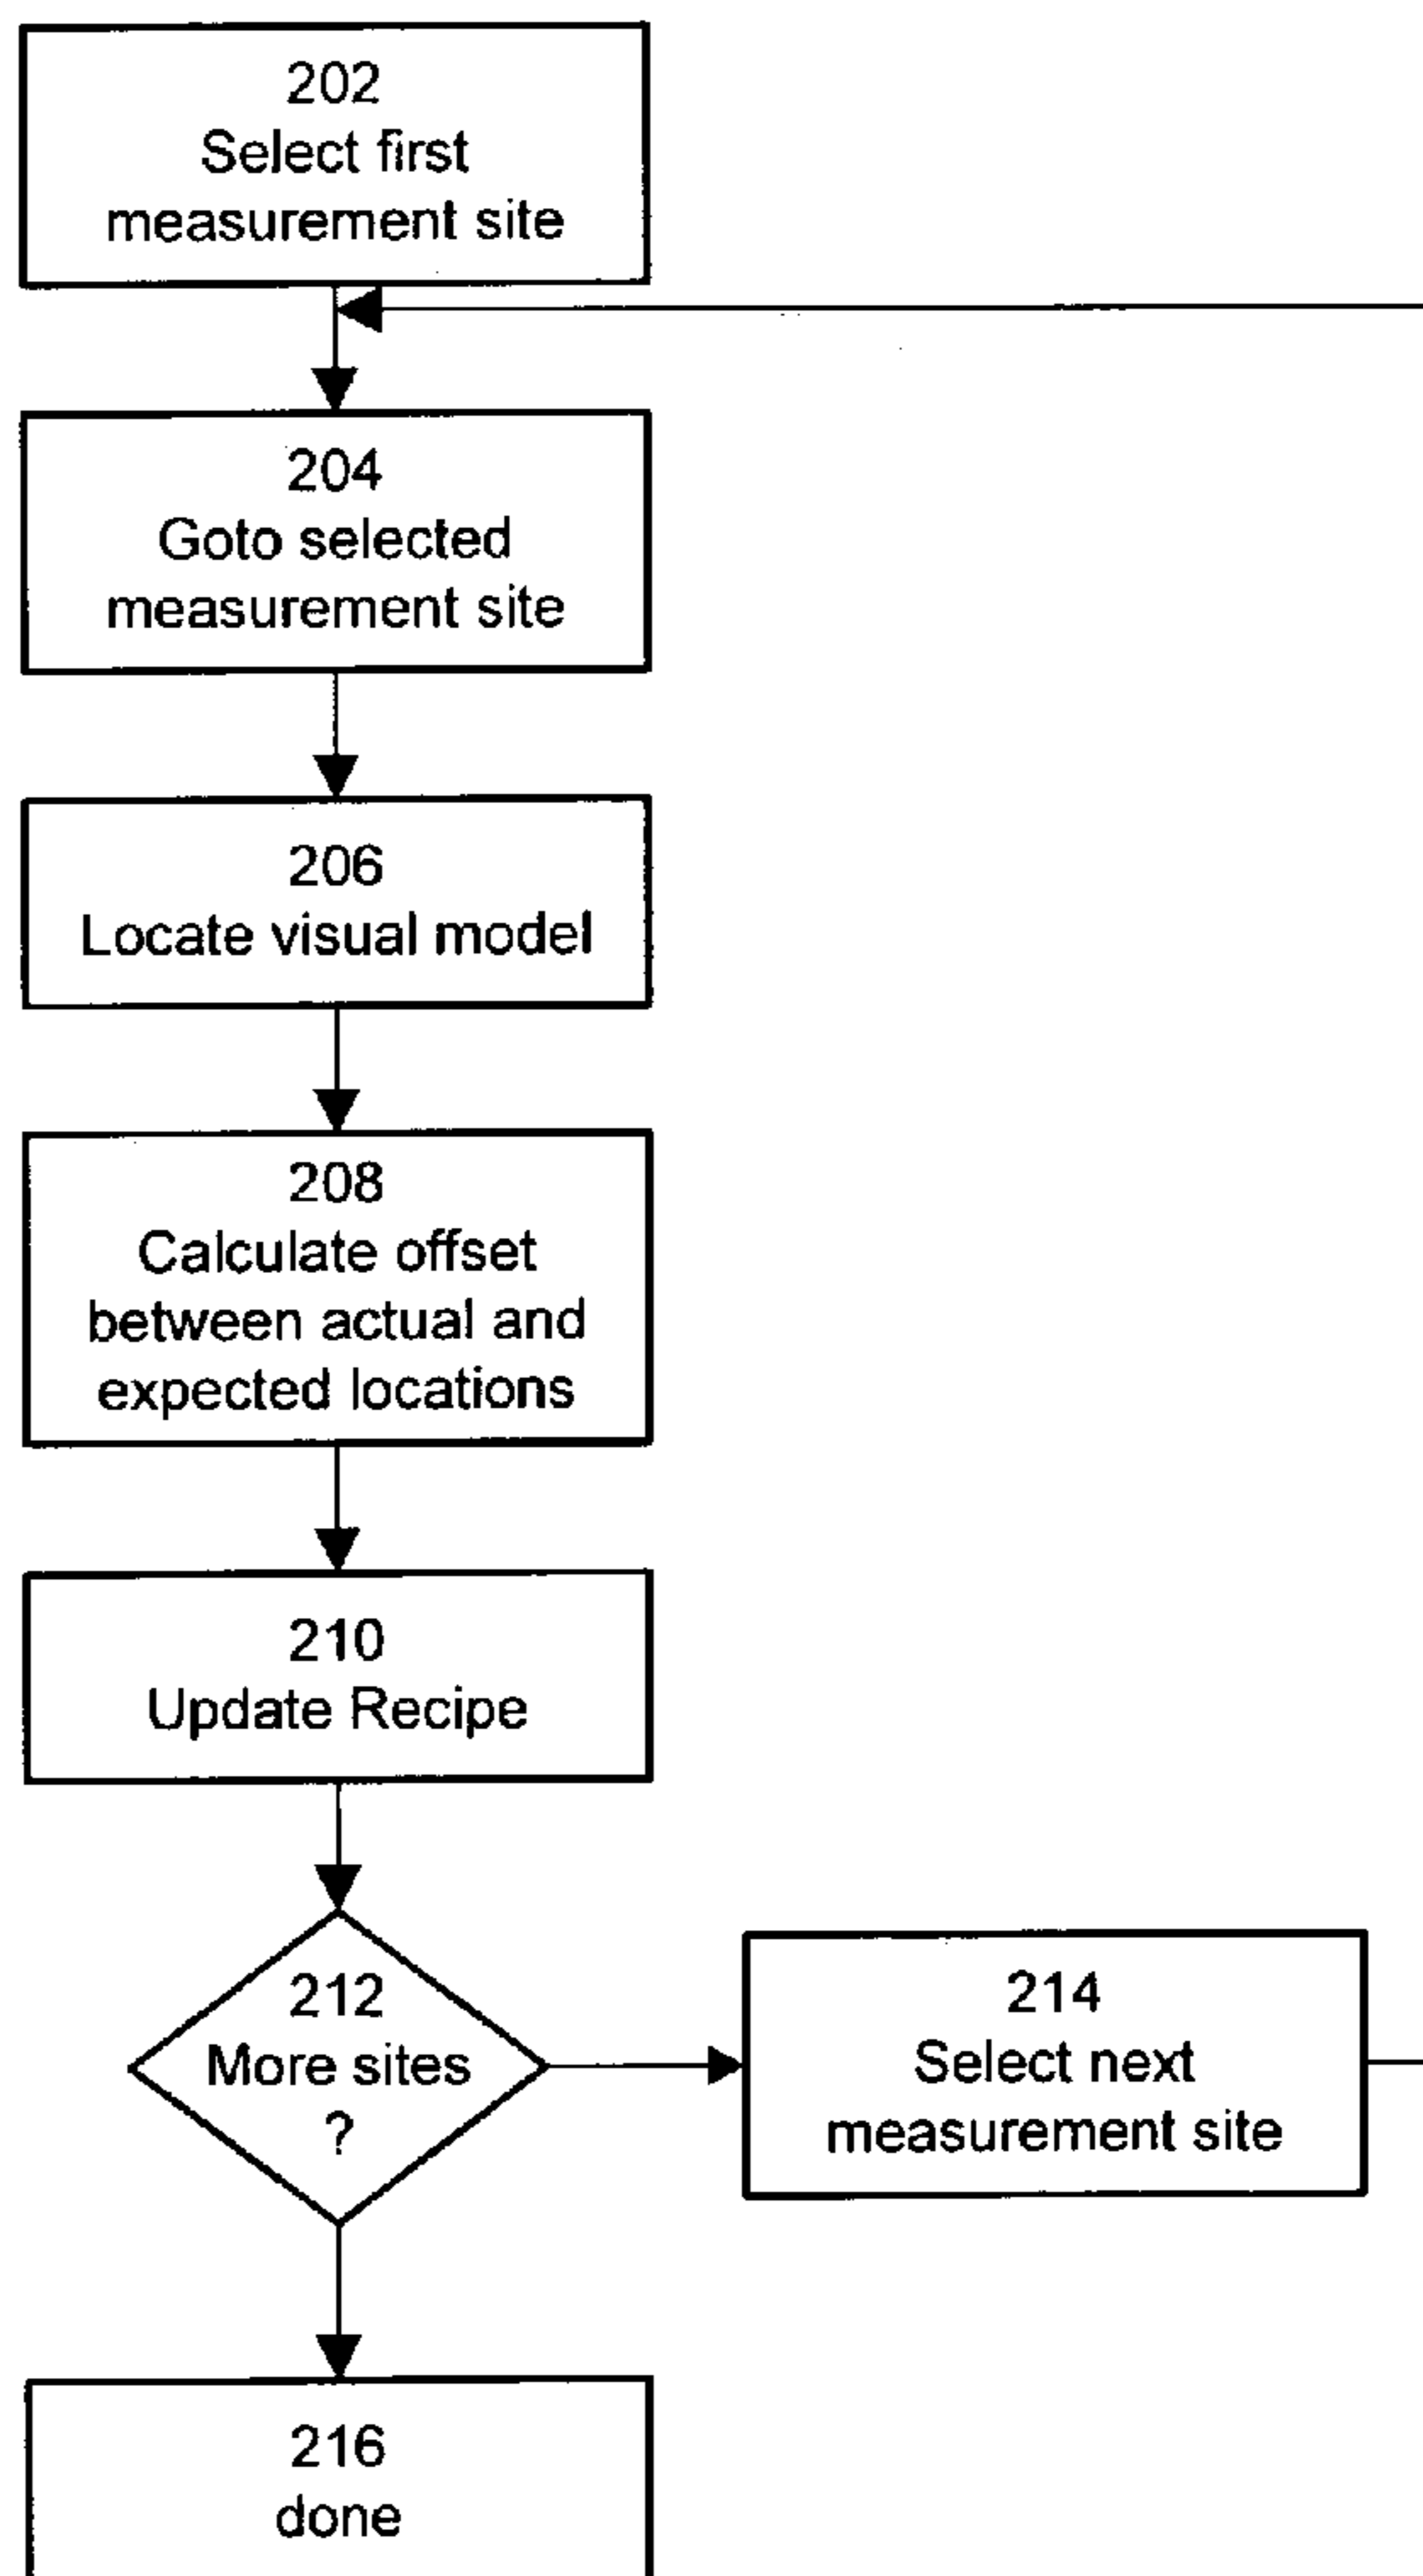 202
Select first
measurement site
204
Goto selected
measurement site
206
Locate visual model
208
Calculate offset
between actual and
expected locations
210
Update Recipe
212
More sites
?
214
Select next
measurement site
216
done